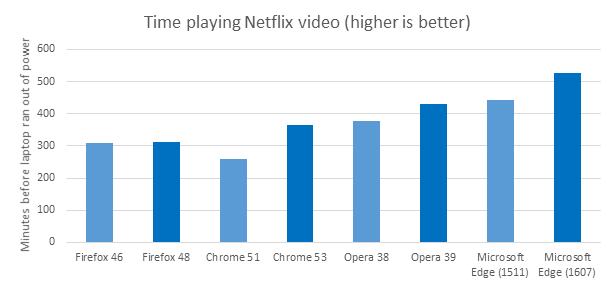 Time playing Netflix video (higher is better)
Minutes before laptop ran out of power
600
500
400
300
200
100
0
Firefox 46
Firefox 48
Chrome 51
Chrome 53
Opera 38
Opera 39
Microsoft
Edge (1511)
Microsoft
Edge (1607)